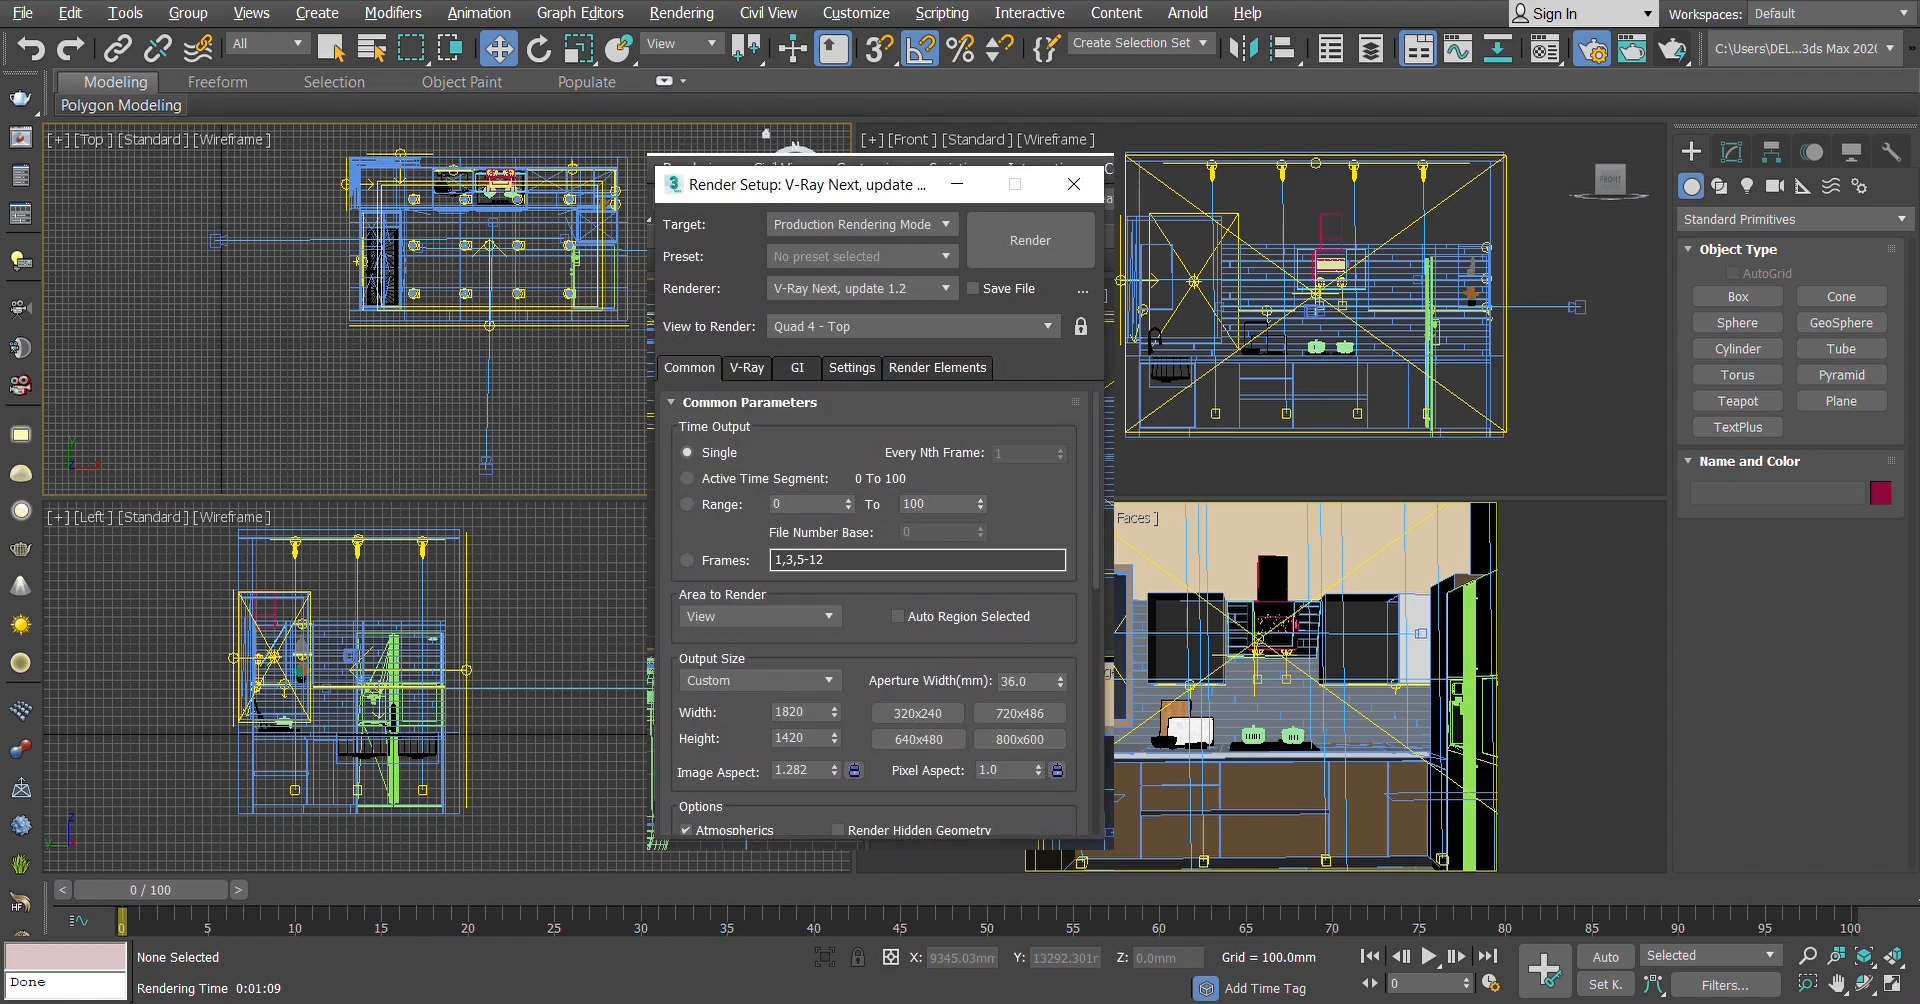 File Edit Tools Group Views Create Modifiers Animation Graph Editors Rendering Civil View Customize Scripting Interactive Content Arnold Help
Sign In
Workspaces: Default
All
View
Create Selection Set
C:\Users\DEL...3ds Max 202(
Modeling Freeform Selection Object Paint Populate
Polygon Modeling
[+] [Top ] [Standard ] [Wireframe ]
[+] [Front ] [Standard ] [Wireframe ]
N
FRONT
Render Setup: V-Ray Next, update ...
Target: Production Rendering Mode
Render
Preset: No preset selected
Renderer: V-Ray Next, update 1.2
Save File ...
View to Render: Quad 4 - Top
Common V-Ray GI Settings Render Elements
Common Parameters
Time Output
Single Every Nth Frame: 1
Active Time Segment: 0 To 100
Range: 0 To 100
File Number Base: 0
Frames: 1,3,5-12
Area to Render
View Auto Region Selected
Output Size
Custom Aperture Width(mm): 36.0
Width: 1820 320x240 720x486
Height: 1420 640x480 800x600
Image Aspect: 1.282 Pixel Aspect: 1.0
Options
Atmospherics Render Hidden Geometry
[+] [Left ] [Standard ] [Wireframe ]
Faces ]
Standard Primitives
Object Type
AutoGrid
Box Cone
Sphere GeoSphere
Cylinder Tube
Torus Pyramid
Teapot Plane
TextPlus
Name and Color
HF
< 0 / 100 >
0 5 10 15 20 25 30 35 40 45 50 55 60 65 70 75 80 85 90 95 100
None Selected
X: 9345.03mm Y: 13292.301r Z: 0.0mm Grid = 100.0mm
Auto Selected
Done
Rendering Time 0:01:09
Add Time Tag
0
Set K. Filters...